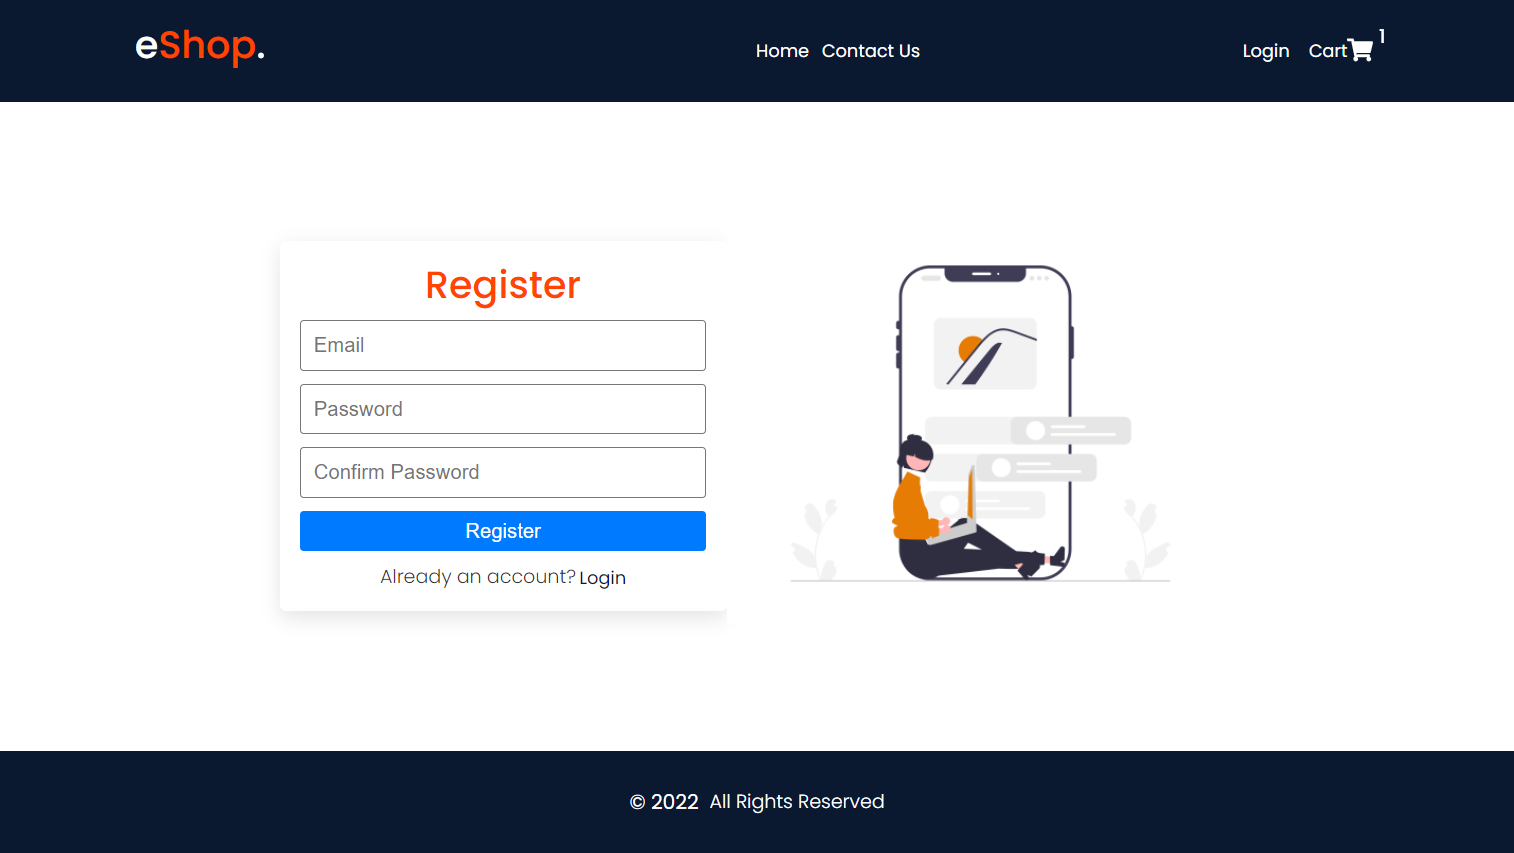 eShop.
Home Contact Us
Login Cart 1
Register
Email
Password
Confirm Password
Register
Already an account? Login
© 2022 All Rights Reserved